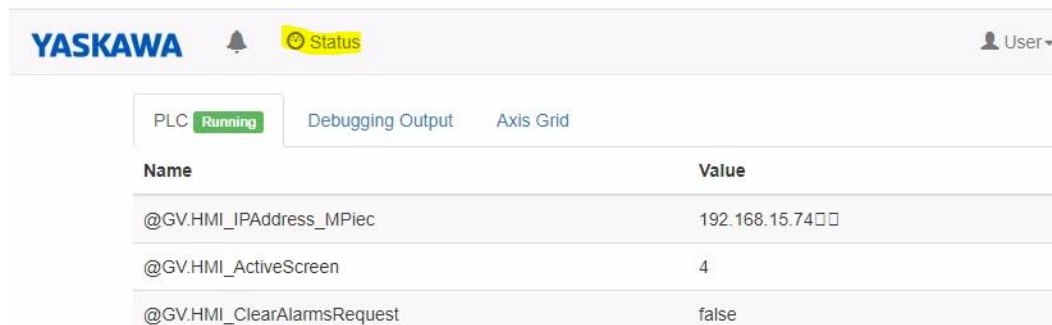 YASKAWA Status User
PLC Running Debugging Output Axis Grid
Name Value
@GV.HMI_IPAddress_MPiec 192.168.15.74□□
@GV.HMI_ActiveScreen 4
@GV.HMI_ClearAlarmsRequest false